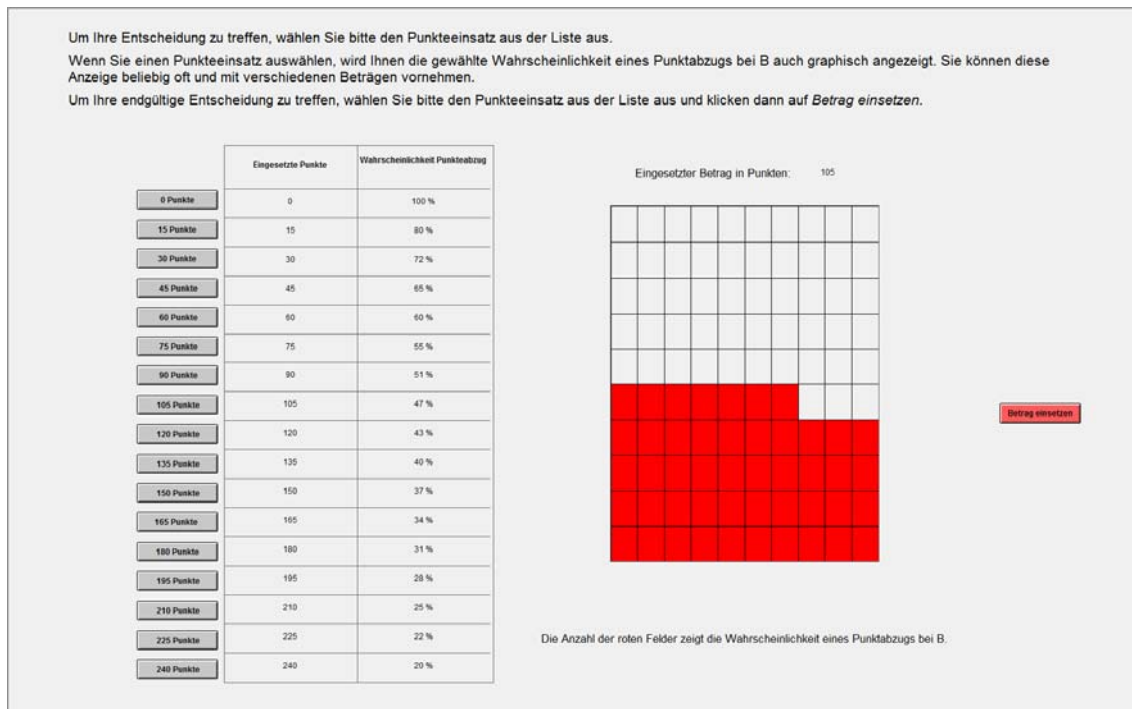 Um Ihre Entscheidung zu treffen, wählen Sie bitte den Punkteeinsatz aus der Liste aus.
Wenn Sie einen Punkteeinsatz auswählen, wird Ihnen die gewählte Wahrscheinlichkeit eines Punktabzugs bei B auch graphisch angezeigt. Sie können diese
Anzeige beliebig oft und mit verschiedenen Beträgen vornehmen.
Um Ihre endgültige Entscheidung zu treffen, wählen Sie bitte den Punkteeinsatz aus der Liste aus und klicken dann auf Betrag einsetzen.
Eingesetzte Punkte Wahrscheinlichkeit Punkteabzug
0 Punkte 0 100 %
15 Punkte 15 80 %
30 Punkte 30 72 %
45 Punkte 45 65 %
60 Punkte 60 60 %
75 Punkte 75 55 %
90 Punkte 90 51 %
105 Punkte 105 47 %
120 Punkte 120 43 %
135 Punkte 135 40 %
150 Punkte 150 37 %
165 Punkte 165 34 %
180 Punkte 180 31 %
195 Punkte 195 28 %
210 Punkte 210 25 %
225 Punkte 225 22 %
240 Punkte 240 20 %
Eingesetzter Betrag in Punkten: 105
Betrag einsetzen
Die Anzahl der roten Felder zeigt die Wahrscheinlichkeit eines Punktabzugs bei B.